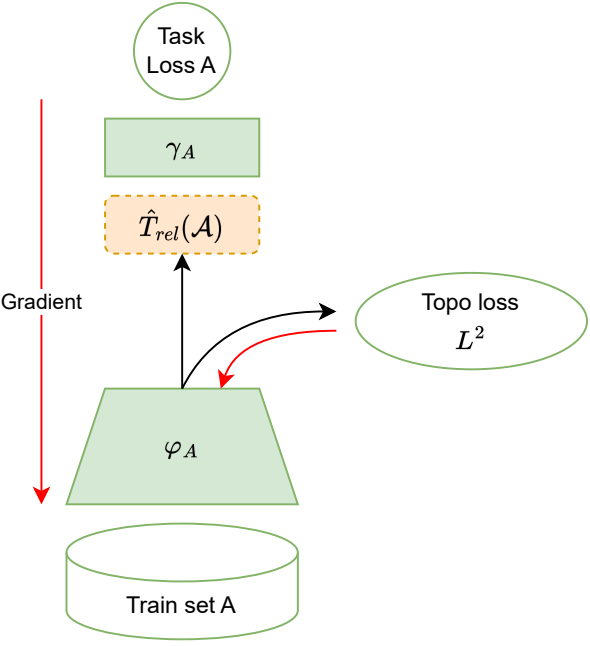 Task
Loss A
γ_A
T̂_rel(𝒜)
Gradient
Topo loss
L²
φ_A
Train set A